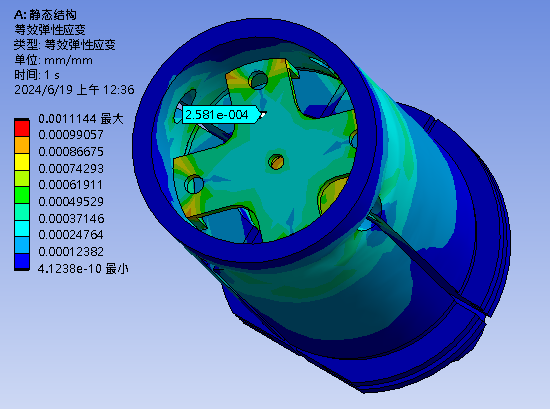 A: 静态结构
等效弹性应变
类型: 等效弹性应变
单位: mm/mm
时间: 1 s
2024/6/19 上午 12:36
0.0011144 最大
0.00099057
0.00086675
0.00074293
0.00061911
0.00049529
0.00037146
0.00024764
0.00012382
4.1238e-10 最小
2.581e-004